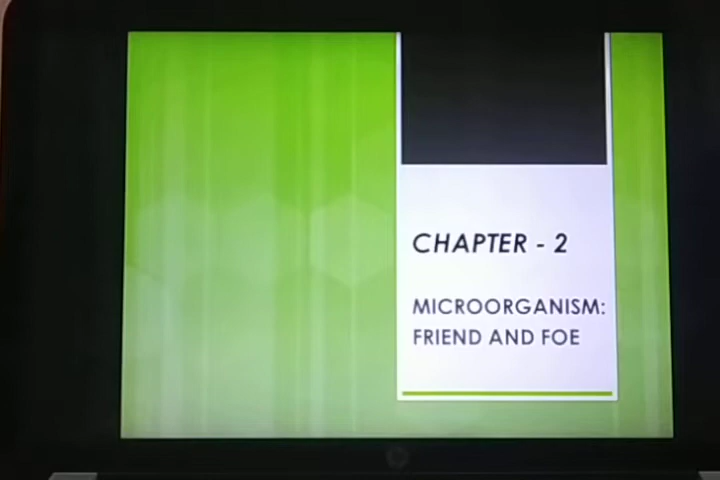 CHAPTER - 2
MICROORGANISM:
FRIEND AND FOE